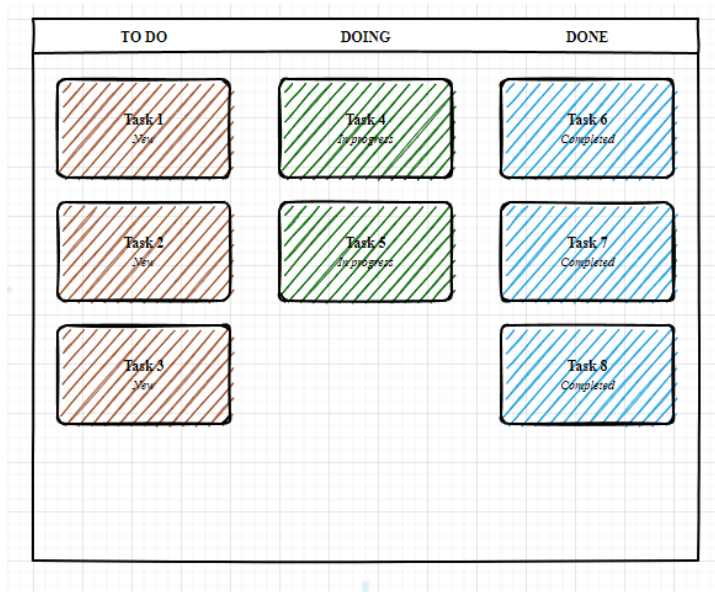 TO DO
DOING
DONE
Task 1
New
Task 4
In progress
Task 6
Completed
Task 2
New
Task 5
In progress
Task 7
Completed
Task 3
New
Task 8
Completed